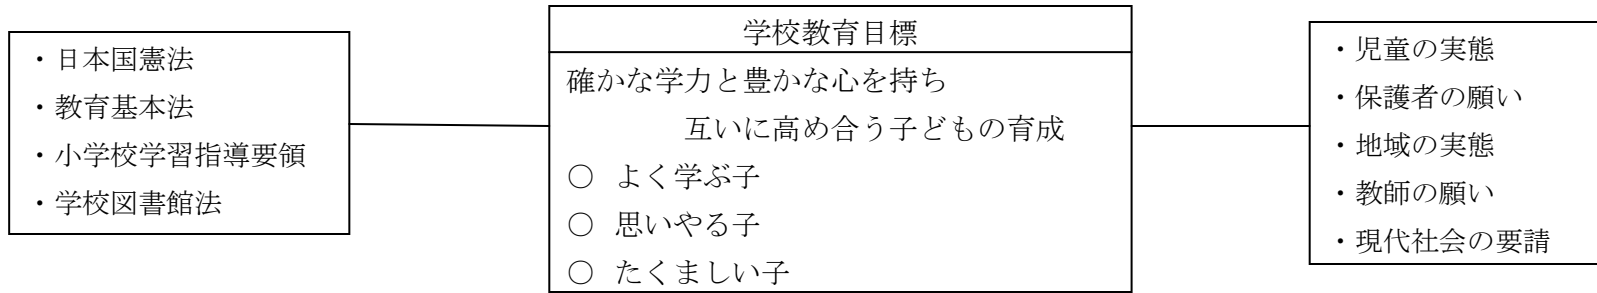 ・日本国憲法
・教育基本法
・小学校学習指導要領
・学校図書館法
学校教育目標
確かな学力と豊かな心を持ち
互いに高め合う子どもの育成
○ よく学ぶ子
○ 思いやる子
○ たくましい子
・児童の実態
・保護者の願い
・地域の実態
・教師の願い
・現代社会の要請